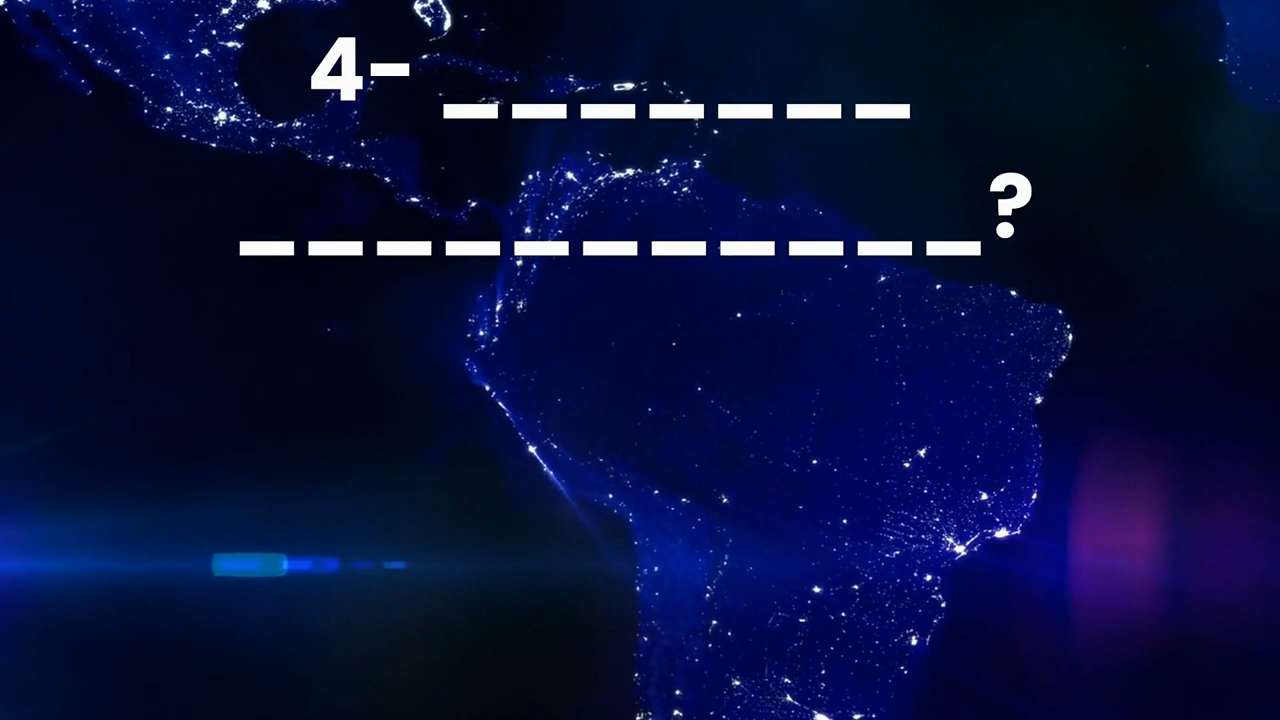 4- _ _ _ _ _ _ _
_ _ _ _ _ _ _ _ _ _ _?